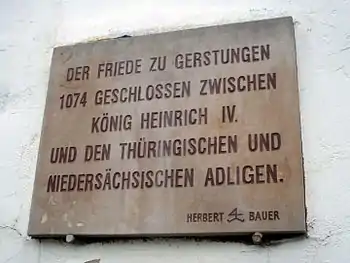 DER FRIEDE ZU GERSTUNGEN
1074 GESCHLOSSEN ZWISCHEN
KÖNIG HEINRICH IV.
UND DEN THÜRINGISCHEN UND
NIEDERSÄCHSISCHEN ADLIGEN.
HERBERT BAUER